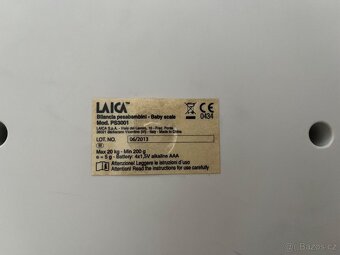 LAICA
Bilancia pesabambini - Baby scale
Mod. PS3001
LAICA S.p.A. - Viale del Lavoro, 10 - Fraz. Ponte
36021 Barbarano Vicentino (VI) - Italy - Made in China
CE
0434
LOT. NO. 06/2013
Max 20 kg - Min 200 g
e = 5 g - Battery: 4x1,5V alkaline AAA
Attenzione! Leggere le istruzioni d'uso
Attention! Read the instructions for use carefully
bazos.cz